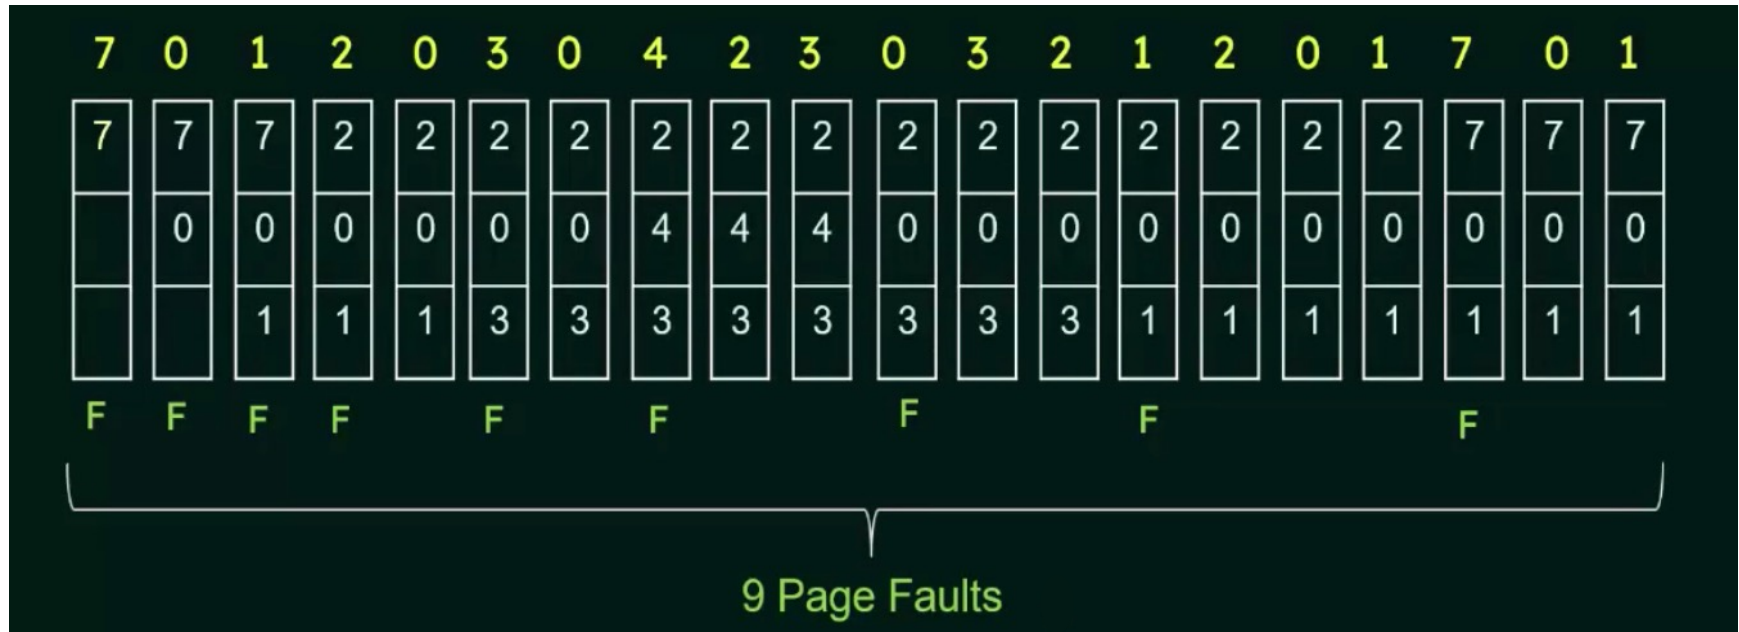 7 0 1 2 0 3 0 4 2 3 0 3 2 1 2 0 1 7 0 1
7 7 7 2 2 2 2 2 2 2 2 2 2 2 2 2 2 7 7 7
0 0 0 0 0 0 4 4 4 0 0 0 0 0 0 0 0 0 0
1 1 1 3 3 3 3 3 3 3 3 1 1 1 1 1 1 1
F F F F F F F F F
9 Page Faults